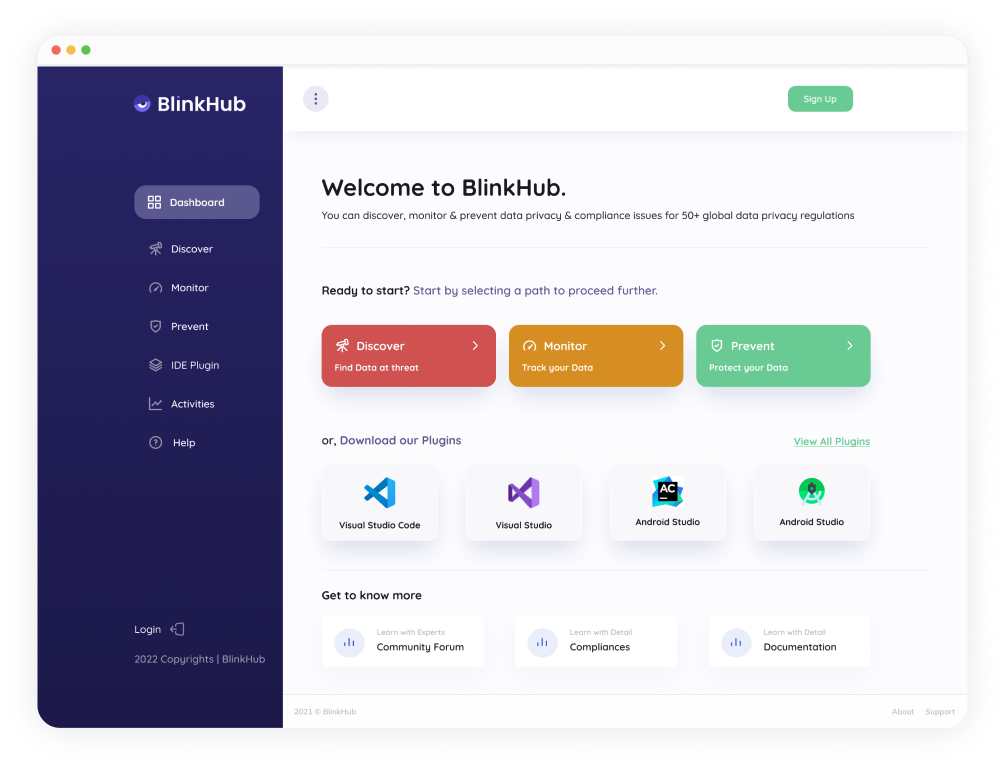 BlinkHub
Sign Up
Dashboard
Discover
Monitor
Prevent
IDE Plugin
Activities
Help
Login
2022 Copyrights | BlinkHub
Welcome to BlinkHub.
You can discover, monitor & prevent data privacy & compliance issues for 50+ global data privacy regulations
Ready to start? Start by selecting a path to proceed further.
Discover
Find Data at threat
Monitor
Track your Data
Prevent
Protect your Data
or, Download our Plugins
View All Plugins
Visual Studio Code
Visual Studio
AC
Android Studio
Android Studio
Get to know more
Learn with Experts
Community Forum
Learn with Detail
Compliances
Learn with Detail
Documentation
2021 © BlinkHub
About
Support